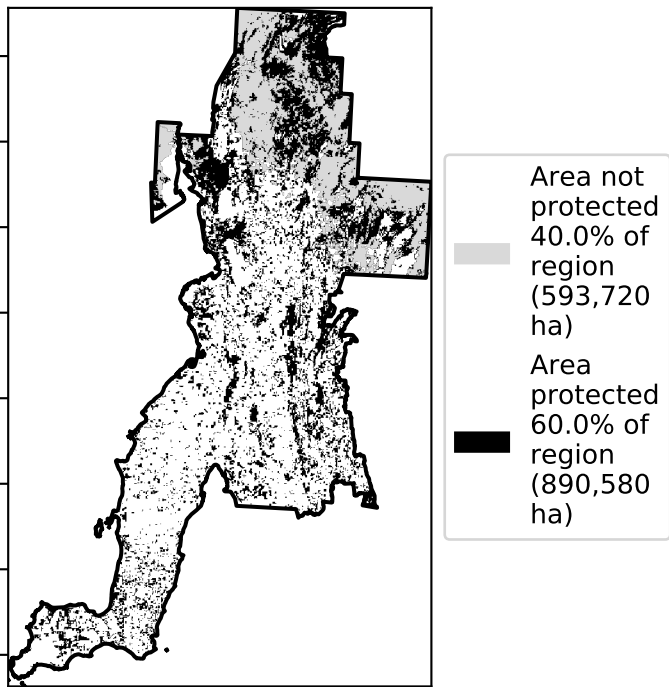 Area not
protected
40.0% of
region
(593,720
ha)
Area
protected
60.0% of
region
(890,580
ha)